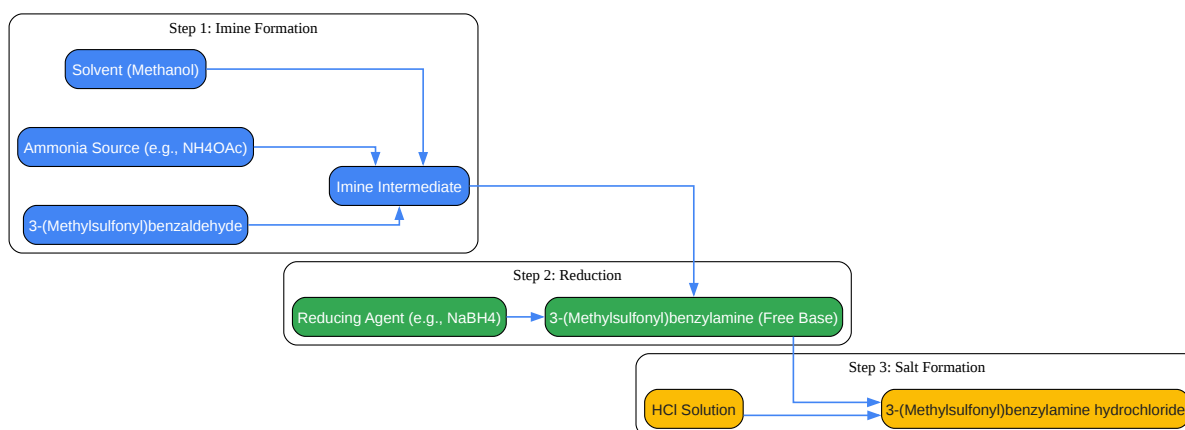 Step 1: Imine Formation
Solvent (Methanol)
Ammonia Source (e.g., NH4OAc)
Imine Intermediate
3-(Methylsulfonyl)benzaldehyde
Step 2: Reduction
Reducing Agent (e.g., NaBH4)
3-(Methylsulfonyl)benzylamine (Free Base)
Step 3: Salt Formation
HCl Solution
3-(Methylsulfonyl)benzylamine hydrochloride